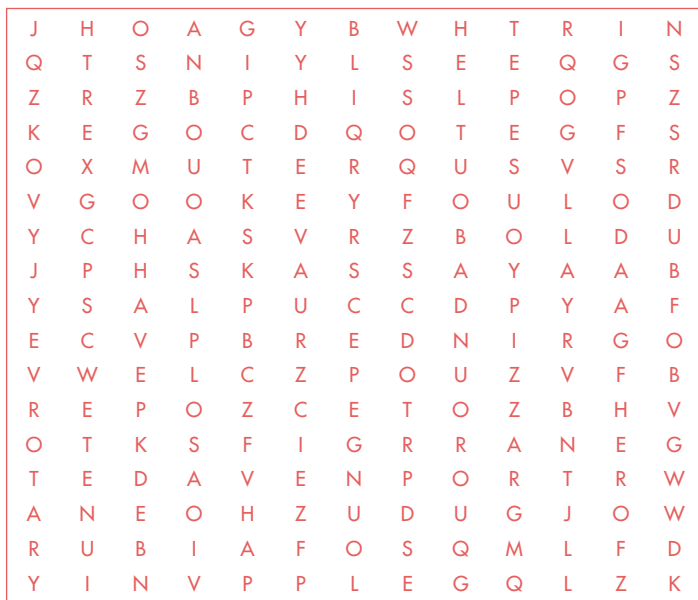 J H O A G Y B W H T R I N
Q T S N I Y L S E E Q G S
Z R Z B P H I S L P O P Z
K E G O C D Q O T E G F S
O X M U T E R Q U S V S R
V G O O K E Y F O U L O D
Y C H A S V R Z B O L D U
J P H S K A S S A Y A A B
Y S A L P U C C D P Y A F
E C V P B R E D N I R G O
V W E L C Z P O U Z V F B
R E P O Z C E T O Z B H V
O T K S F I G R R A N E G
T E D A V E N P O R T R W
A N E O H Z U D U G J O W
R U B I A F O S Q M L F D
Y I N V P P L E G Q L Z K